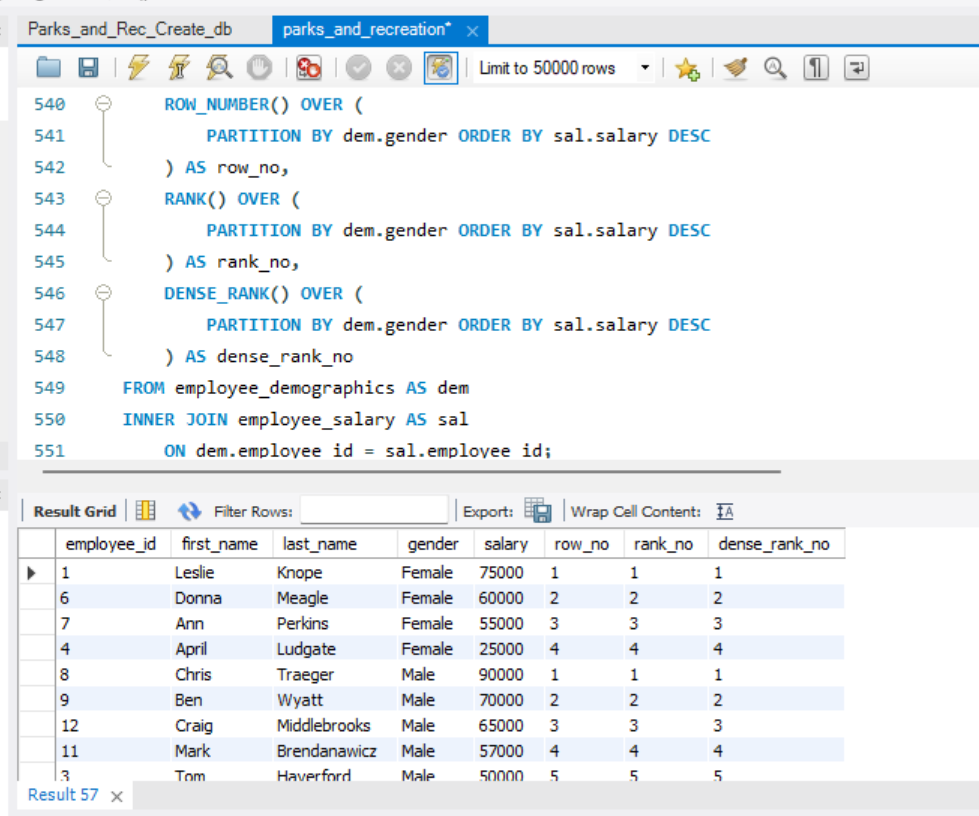 Parks_and_Rec_Create_db parks_and_recreation* ×
Limit to 50000 rows
540 ROW_NUMBER() OVER (
541 PARTITION BY dem.gender ORDER BY sal.salary DESC
542 ) AS row_no,
543 RANK() OVER (
544 PARTITION BY dem.gender ORDER BY sal.salary DESC
545 ) AS rank_no,
546 DENSE_RANK() OVER (
547 PARTITION BY dem.gender ORDER BY sal.salary DESC
548 ) AS dense_rank_no
549 FROM employee_demographics AS dem
550 INNER JOIN employee_salary AS sal
551 ON dem.employee_id = sal.employee_id;
Result Grid Filter Rows: Export: Wrap Cell Content:
employee_id first_name last_name gender salary row_no rank_no dense_rank_no
1 Leslie Knope Female 75000 1 1 1
6 Donna Meagle Female 60000 2 2 2
7 Ann Perkins Female 55000 3 3 3
4 April Ludgate Female 25000 4 4 4
8 Chris Traeger Male 90000 1 1 1
9 Ben Wyatt Male 70000 2 2 2
12 Craig Middlebrooks Male 65000 3 3 3
11 Mark Brendanawicz Male 57000 4 4 4
3 Tom Haverford Male 50000 5 5 5
Result 57 ×